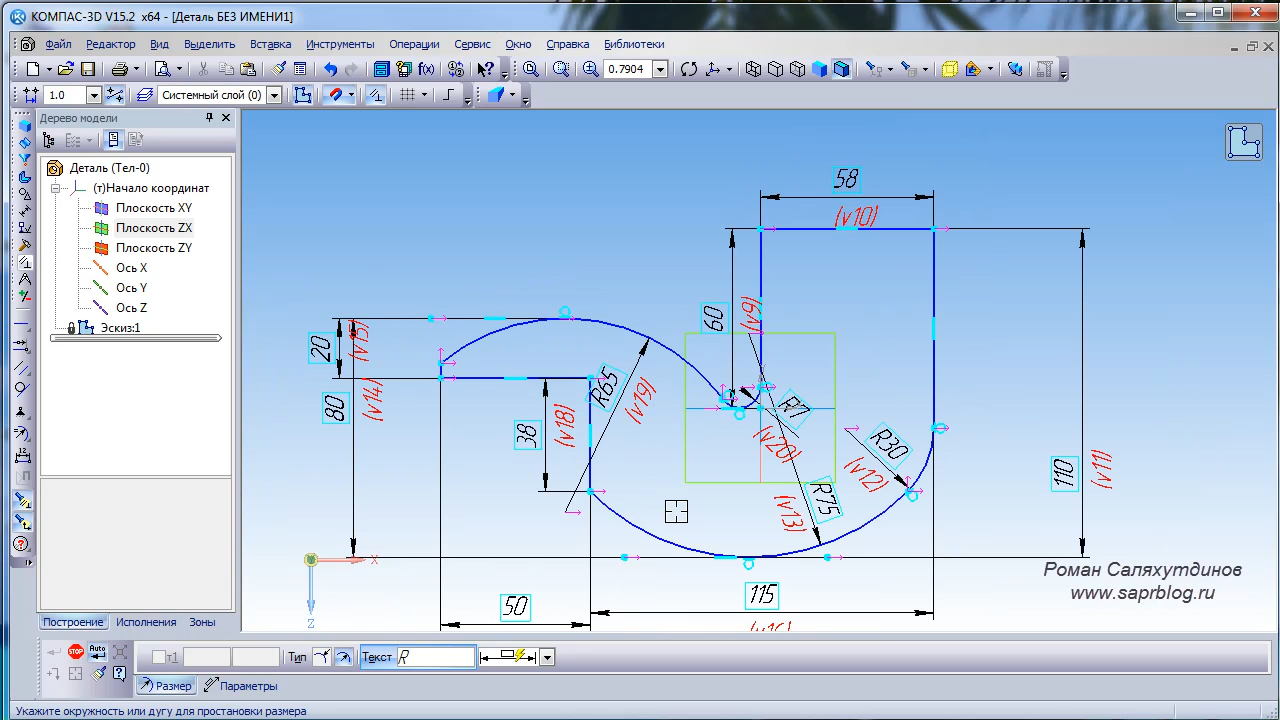 КОМПАС-3D V15.2 x64 - [Деталь БЕЗ ИМЕНИ1]
Файл Редактор Вид Выделить Вставка Инструменты Операции Сервис Окно Справка Библиотеки
f(x) 0.7904
1.0 Системный слой (0)
Дерево модели
Деталь (Тел-0)
(т)Начало координат
Плоскость XY
Плоскость ZX
Плоскость ZY
Ось X
Ось Y
Ось Z
Эскиз:1
58
(v10)
60
(v9)
20
(v15)
80
(v14)
R65
(v19)
38
(v18)
R7
(v20)
R30
(v12)
R75
(v13)
110
(v11)
X
Z
50
115
Роман Саляхутдинов
www.saprblog.ru
Построение Исполнения Зоны
STOP Auto т1 Тип Текст R
Размер Параметры
Укажите окружность или дугу для простановки размера